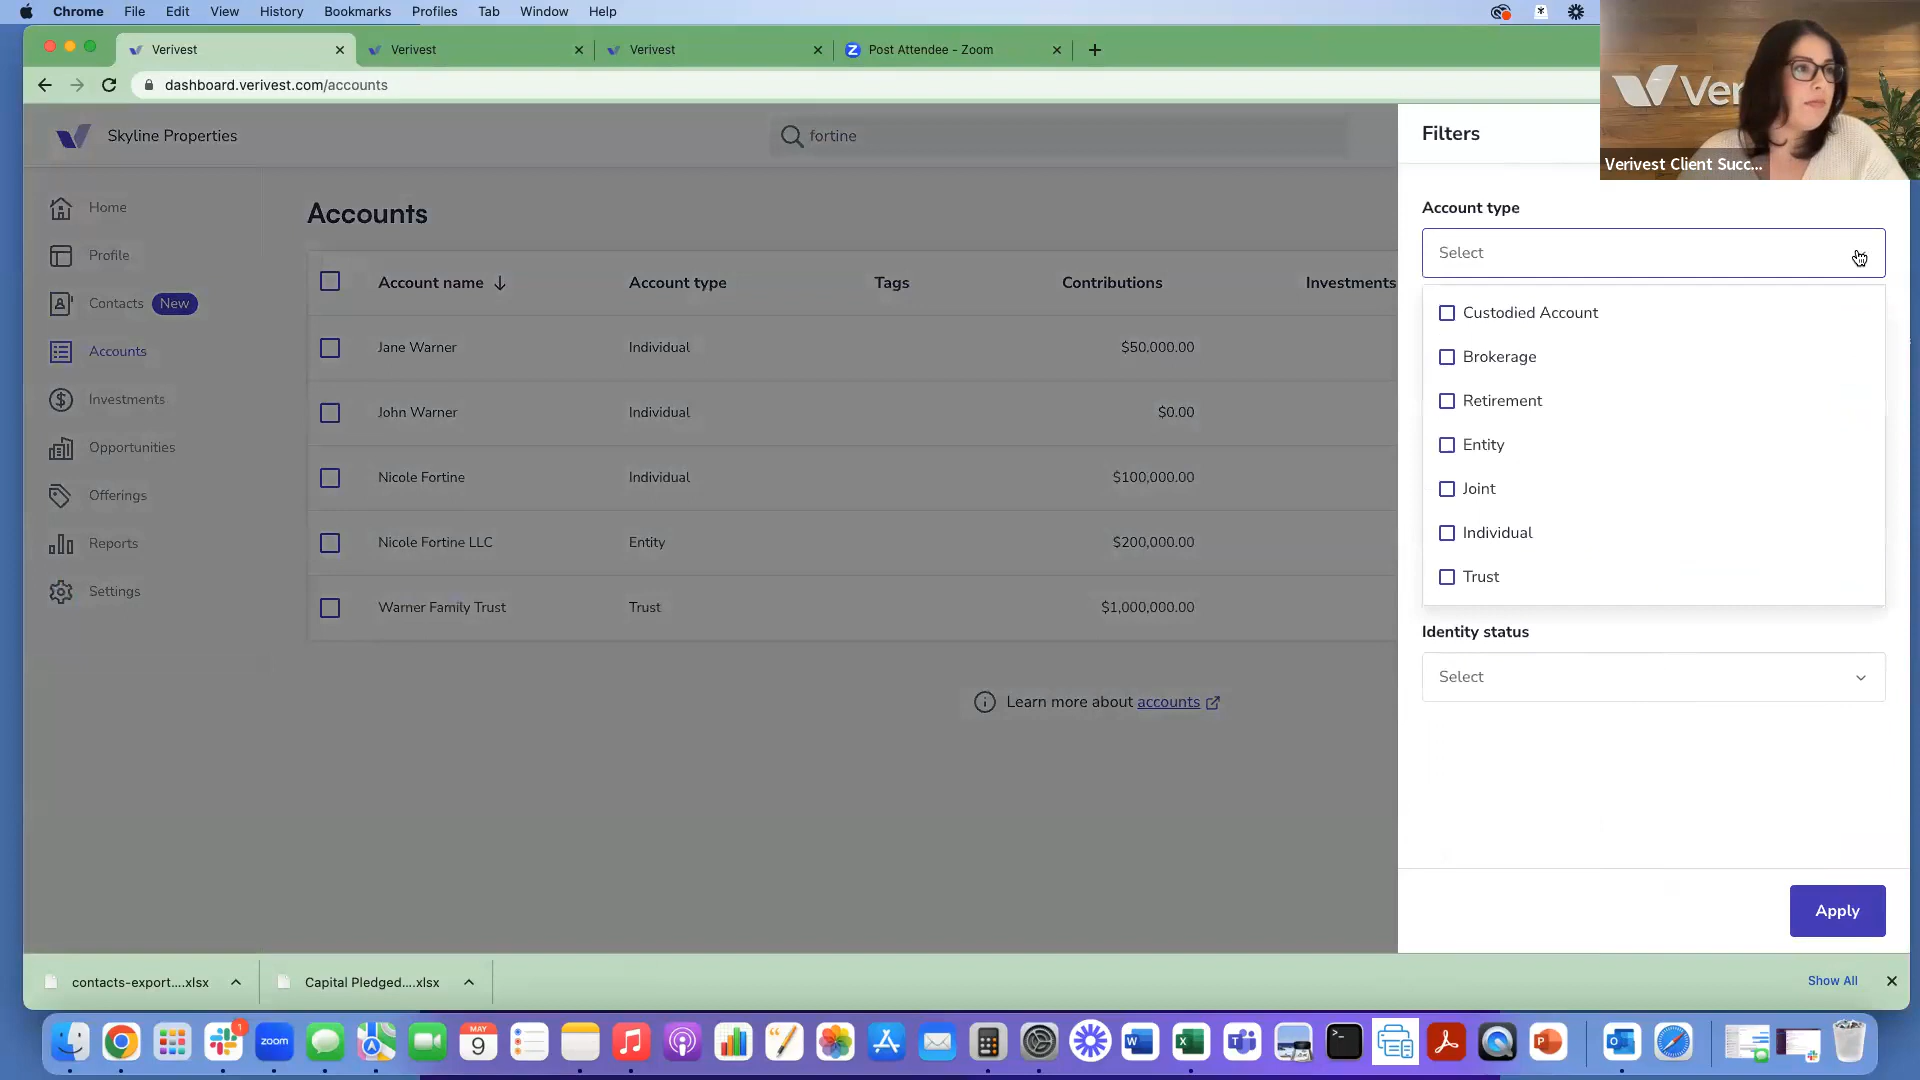 Chrome File Edit View History Bookmarks Profiles Tab Window Help
Verivest
Verivest
Verivest
Post Attendee - Zoom
dashboard.verivest.com/accounts
Skyline Properties
fortine
Filters
Ver
Verivest Client Succ...
Home
Profile
Contacts New
Accounts
Investments
Opportunities
Offerings
Reports
Settings
Accounts
Account name Account type Tags Contributions Investments
Jane Warner Individual $50,000.00
John Warner Individual $0.00
Nicole Fortine Individual $100,000.00
Nicole Fortine LLC Entity $200,000.00
Warner Family Trust Trust $1,000,000.00
Learn more about accounts
Account type
Select
Custodied Account
Brokerage
Retirement
Entity
Joint
Individual
Trust
Identity status
Select
Apply
contacts-export....xlsx
Capital Pledged....xlsx
Show All
1
zoom
MAY
9